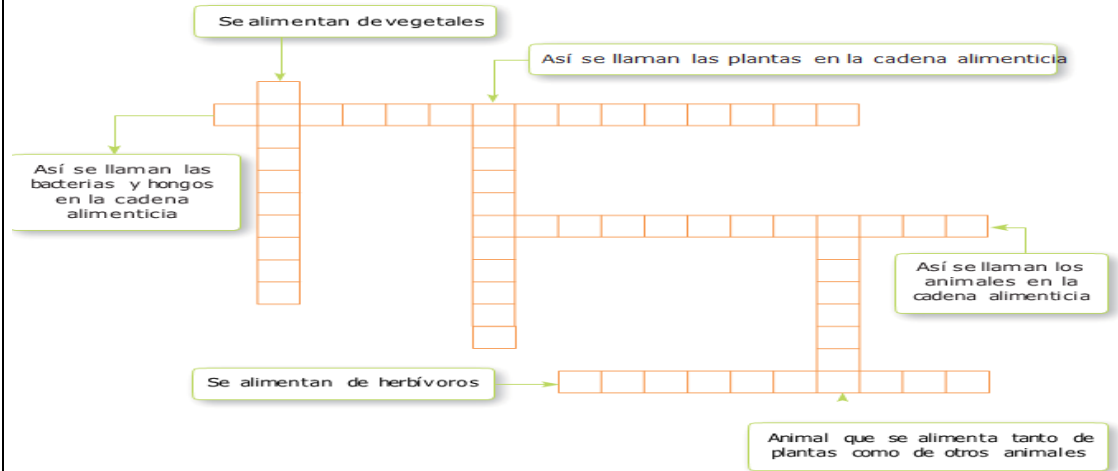 Se alimentan de vegetales
Así se llaman las plantas en la cadena alimenticia
Así se llaman las
bacterias y hongos
en la cadena
alimenticia
Así se llaman los
animales en la
cadena alimenticia
Se alimentan de herbívoros
Animal que se alimenta tanto de
plantas como de otros animales